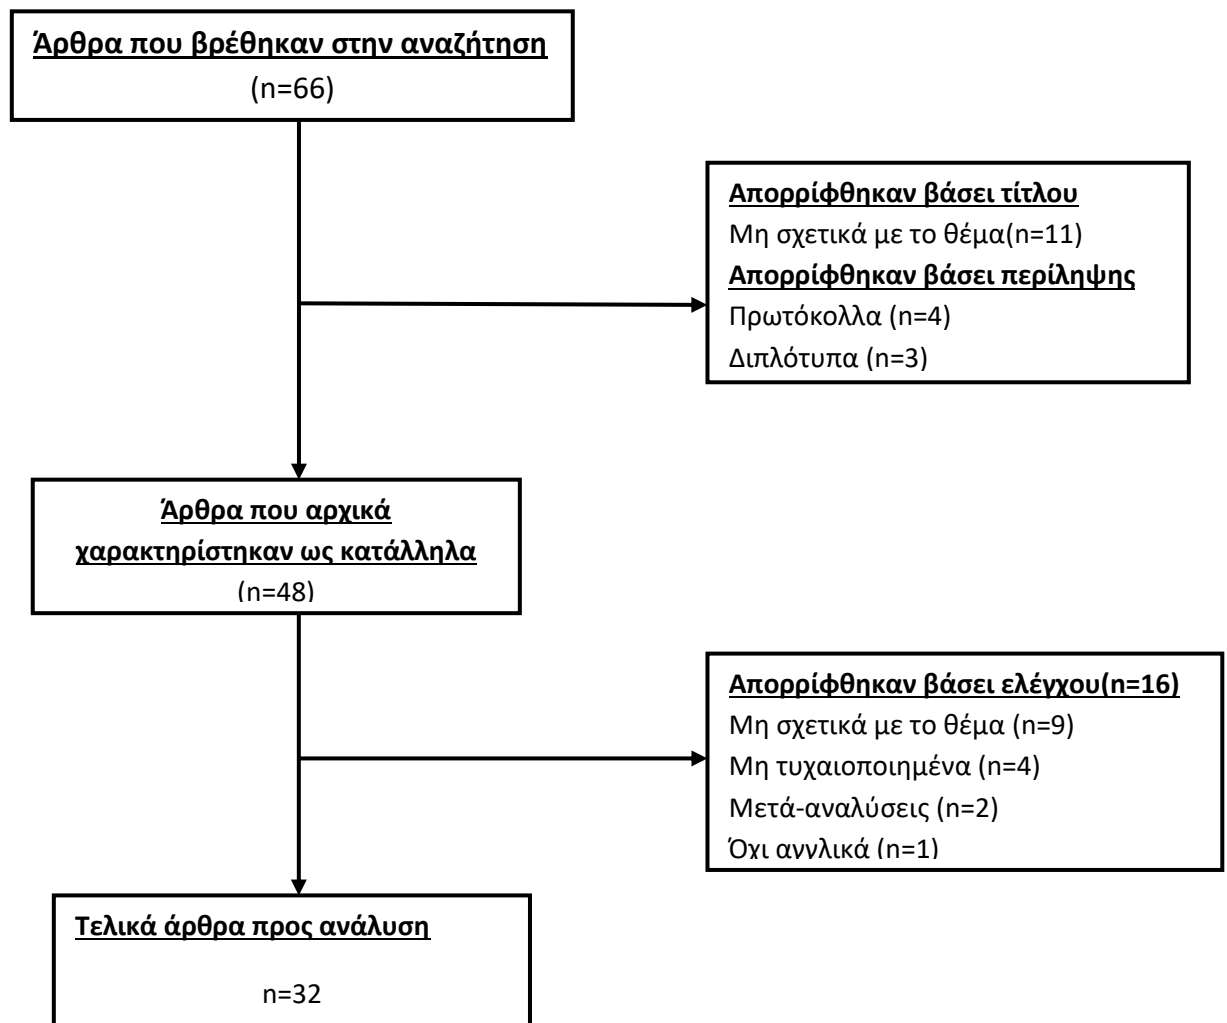 Άρθρα που βρέθηκαν στην αναζήτηση
(n=66)
Απορρίφθηκαν βάσει τίτλου
Μη σχετικά με το θέμα(n=11)
Απορρίφθηκαν βάσει περίληψης
Πρωτόκολλα (n=4)
Διπλότυπα (n=3)
Άρθρα που αρχικά
χαρακτηρίστηκαν ως κατάλληλα
(n=48)
Απορρίφθηκαν βάσει ελέγχου(n=16)
Μη σχετικά με το θέμα (n=9)
Μη τυχαιοποιημένα (n=4)
Μετά-αναλύσεις (n=2)
Όχι αγγλικά (n=1)
Τελικά άρθρα προς ανάλυση
n=32